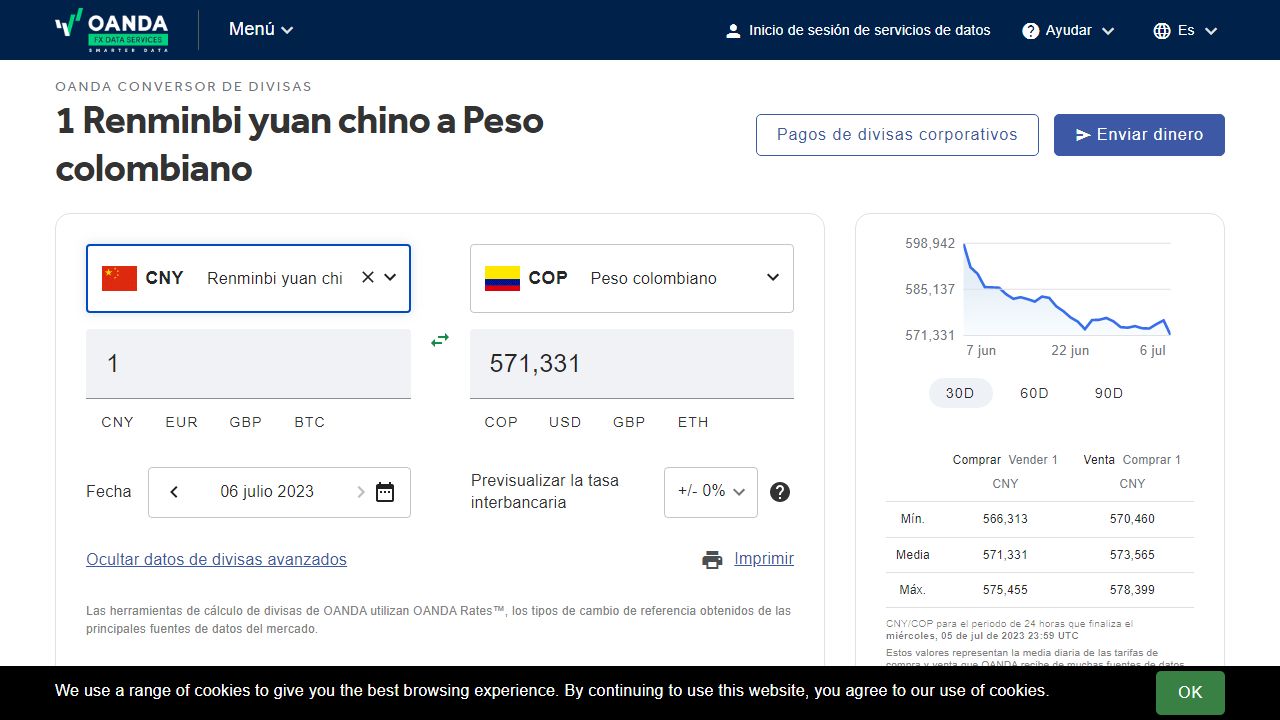 OANDA
FX DATA SERVICES
SMARTER DATA
Menú
Inicio de sesión de servicios de datos
Ayudar
Es
OANDA CONVERSOR DE DIVISAS
1 Renminbi yuan chino a Peso
colombiano
Pagos de divisas corporativos
Enviar dinero
CNY Renminbi yuan chi
COP Peso colombiano
1
571,331
CNY EUR GBP BTC
COP USD GBP ETH
Fecha
06 julio 2023
Previsualizar la tasa
interbancaria
+/- 0%
Ocultar datos de divisas avanzados
Imprimir
Las herramientas de cálculo de divisas de OANDA utilizan OANDA Rates™, los tipos de cambio de referencia obtenidos de las
principales fuentes de datos del mercado.
598,942
585,137
571,331
7 jun 22 jun 6 jul
30D 60D 90D
Comprar Vender 1 Venta Comprar 1
CNY CNY
Mín. 566,313 570,460
Media 571,331 573,565
Máx. 575,455 578,399
CNY/COP para el periodo de 24 horas que finaliza el
miércoles, 05 de jul de 2023 23:59 UTC
Estos valores representan la media diaria de las tarifas de
compra y venta que OANDA recibe de muchas fuentes de datos
We use a range of cookies to give you the best browsing experience. By continuing to use this website, you agree to our use of cookies.
OK